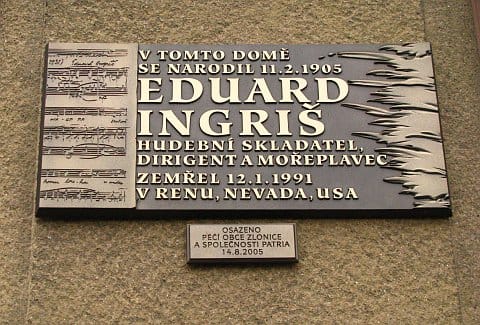 V TOMTO DOMĚ
SE NARODIL 11.2.1905
EDUARD
INGRIŠ
HUDEBNÍ SKLADATEL,
DIRIGENT A MOŘEPLAVEC
ZEMŘEL 12.1.1991
V RENU, NEVADA, USA
OSAZENO
PÉČÍ OBCE ZLONICE
A SPOLEČNOSTI PATRIA
14.8.2005